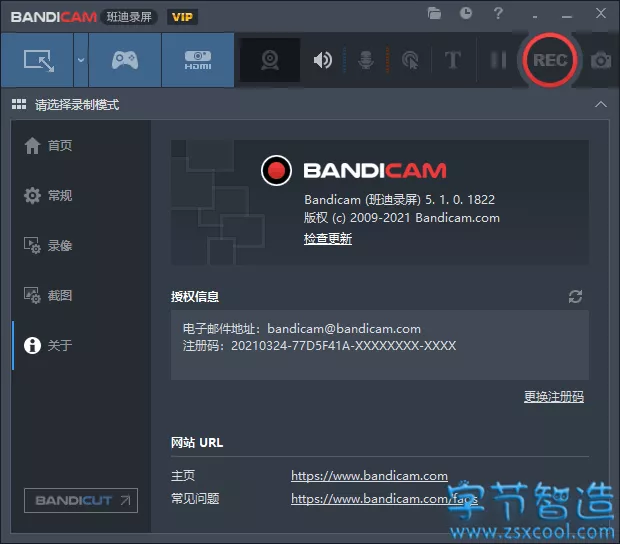 BANDICAM 班迪录屏 VIP
HDMI T REC
请选择录制模式
首页
常规
录像
截图
关于
BANDICUT
BANDICAM
Bandicam (班迪录屏) 5. 1. 0. 1822
版权 (c) 2009-2021 Bandicam.com
检查更新
授权信息
电子邮件地址：bandicam@bandicam.com
注册码：20210324-77D5F41A-XXXXXXXX-XXXX
更换注册码
网站 URL
主页 https://www.bandicam.com
常见问题 https://www.bandicam.com/faqs
字节智造
www.zsxcool.com